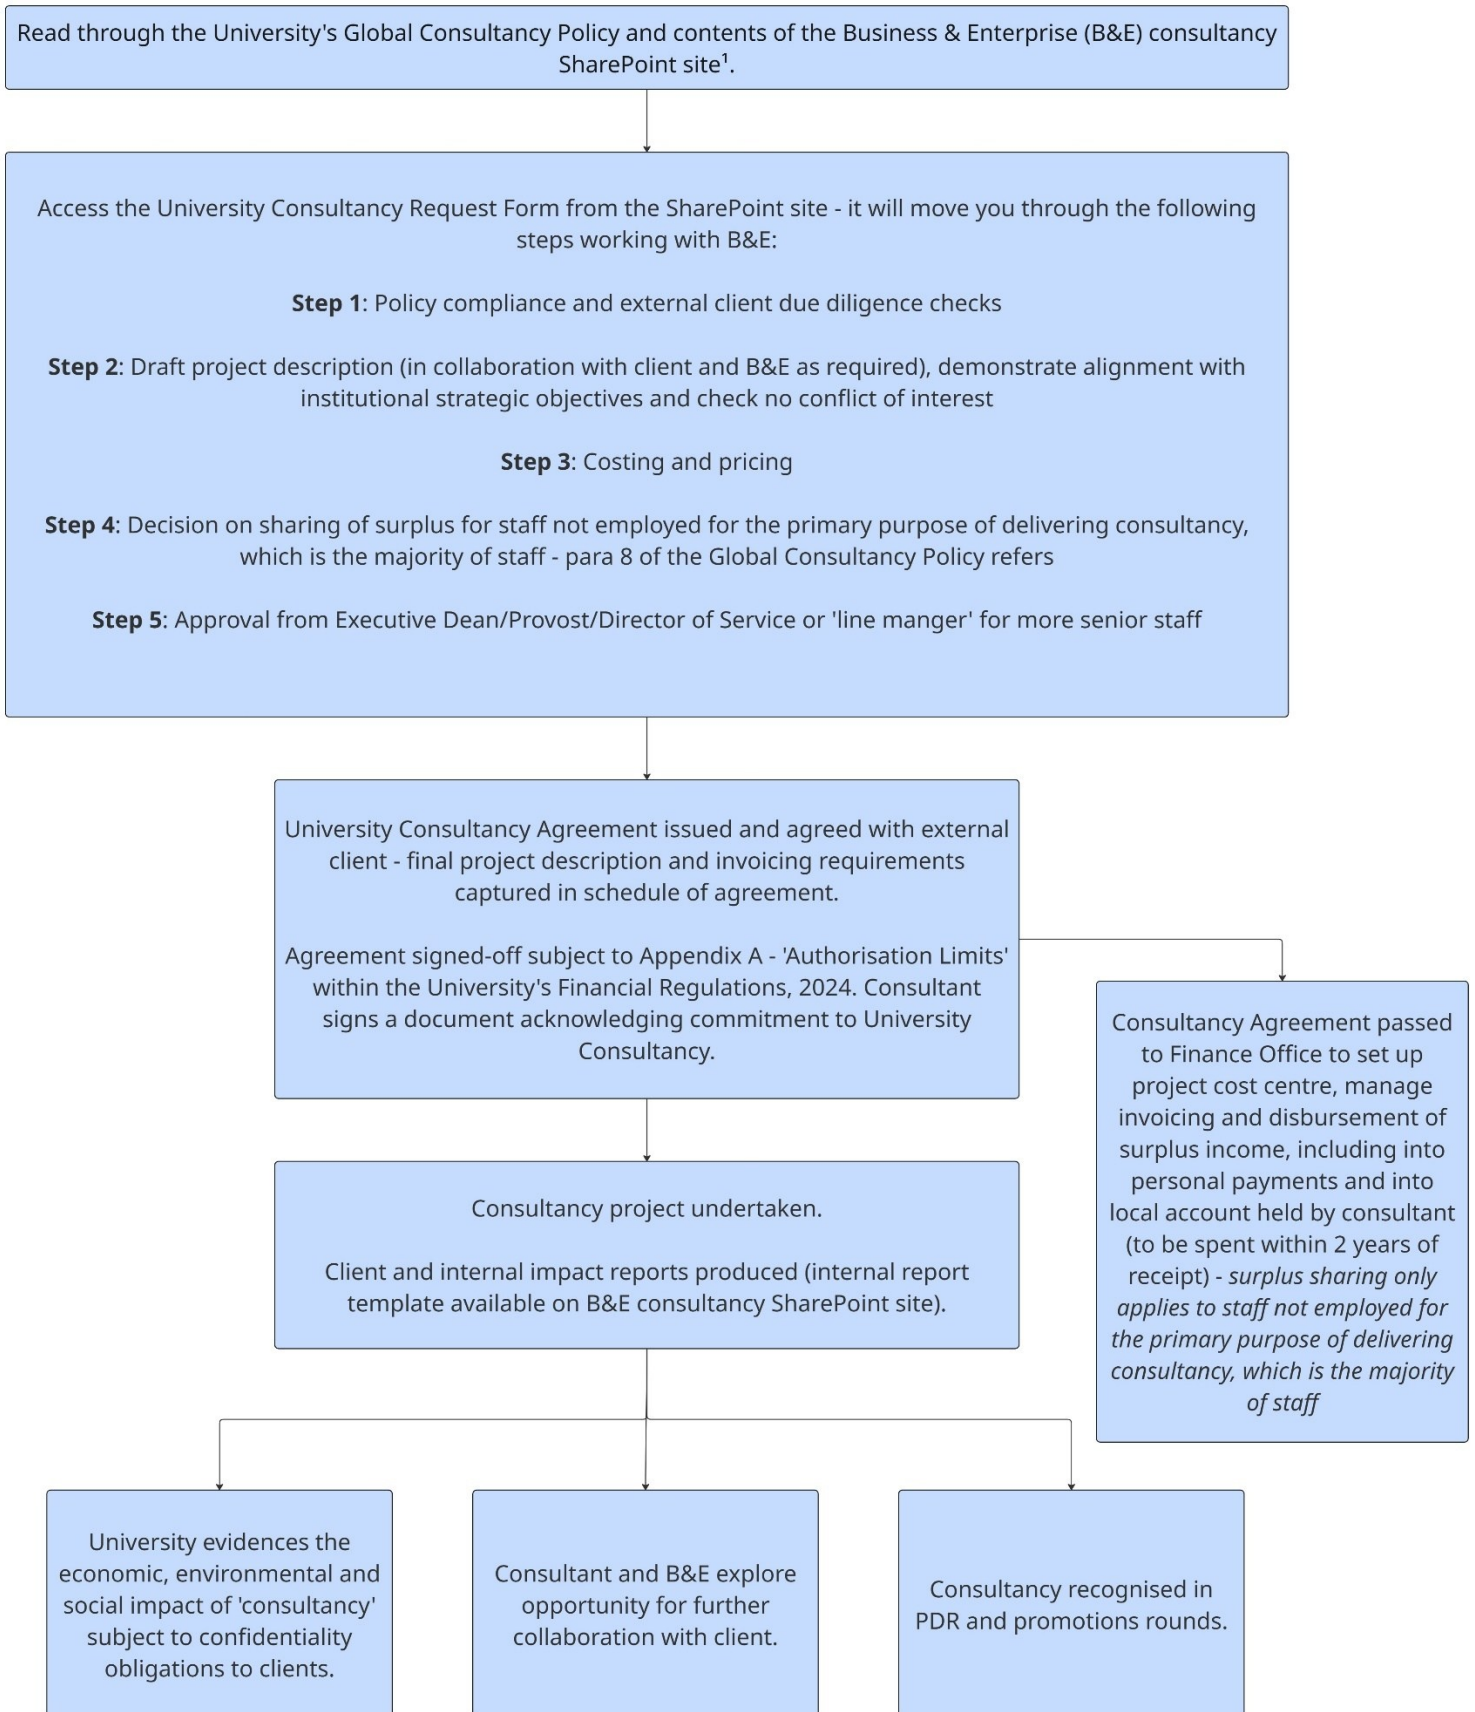 Read through the University's Global Consultancy Policy and contents of the Business & Enterprise (B&E) consultancy
SharePoint site¹.
Access the University Consultancy Request Form from the SharePoint site - it will move you through the following
steps working with B&E:
Step 1: Policy compliance and external client due diligence checks
Step 2: Draft project description (in collaboration with client and B&E as required), demonstrate alignment with
institutional strategic objectives and check no conflict of interest
Step 3: Costing and pricing
Step 4: Decision on sharing of surplus for staff not employed for the primary purpose of delivering consultancy,
which is the majority of staff - para 8 of the Global Consultancy Policy refers
Step 5: Approval from Executive Dean/Provost/Director of Service or 'line manger' for more senior staff
University Consultancy Agreement issued and agreed with external
client - final project description and invoicing requirements
captured in schedule of agreement.
Agreement signed-off subject to Appendix A - 'Authorisation Limits'
within the University's Financial Regulations, 2024. Consultant
signs a document acknowledging commitment to University
Consultancy.
Consultancy Agreement passed
to Finance Office to set up
project cost centre, manage
invoicing and disbursement of
surplus income, including into
personal payments and into
local account held by consultant
(to be spent within 2 years of
receipt) - surplus sharing only
applies to staff not employed for
the primary purpose of delivering
consultancy, which is the majority
of staff
Consultancy project undertaken.
Client and internal impact reports produced (internal report
template available on B&E consultancy SharePoint site).
University evidences the
economic, environmental and
social impact of 'consultancy'
subject to confidentiality
obligations to clients.
Consultant and B&E explore
opportunity for further
collaboration with client.
Consultancy recognised in
PDR and promotions rounds.